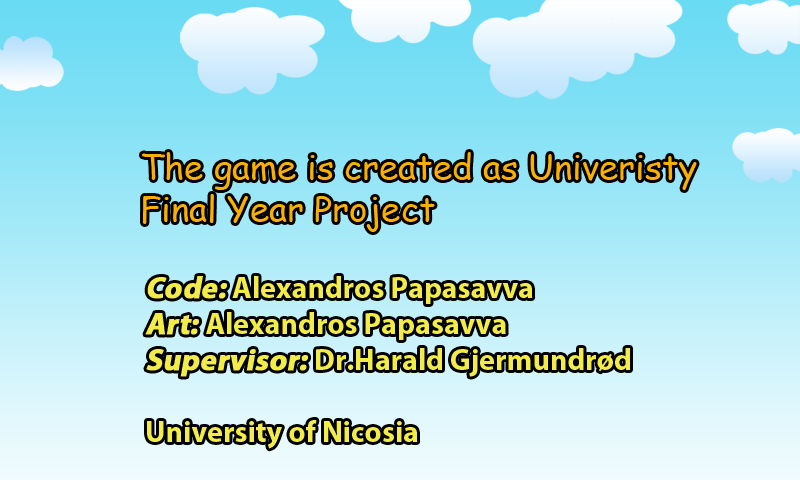 The game is created as Univeristy
Final Year Project
Code: Alexandros Papasavva
Art: Alexandros Papasavva
Supervisor: Dr.Harald Gjermundrød
University of Nicosia